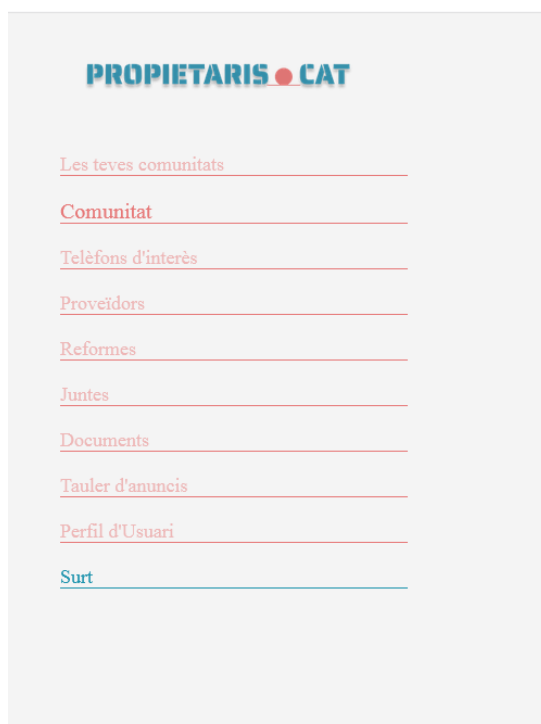 PROPIETARIS.CAT
Les teves comunitats
Comunitat
Telèfons d'interès
Proveïdors
Reformes
Juntes
Documents
Tauler d'anuncis
Perfil d'Usuari
Surt